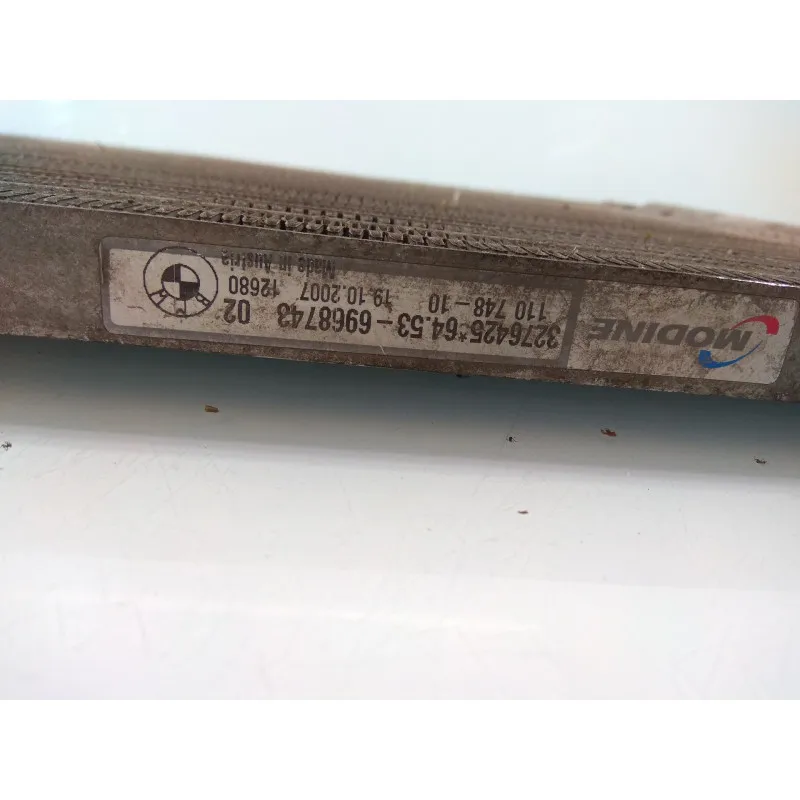 MODINE
3276425*64.53-6968743 02
110 748-10
19.10.2007 12680
Made in Austria